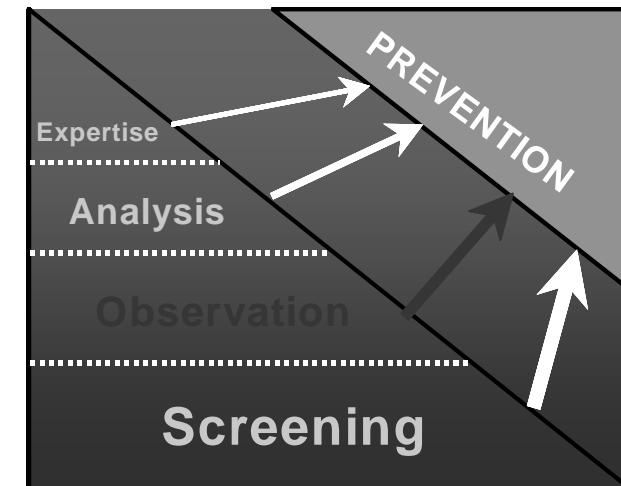 PREVENTION
Expertise
Analysis
Observation
Screening